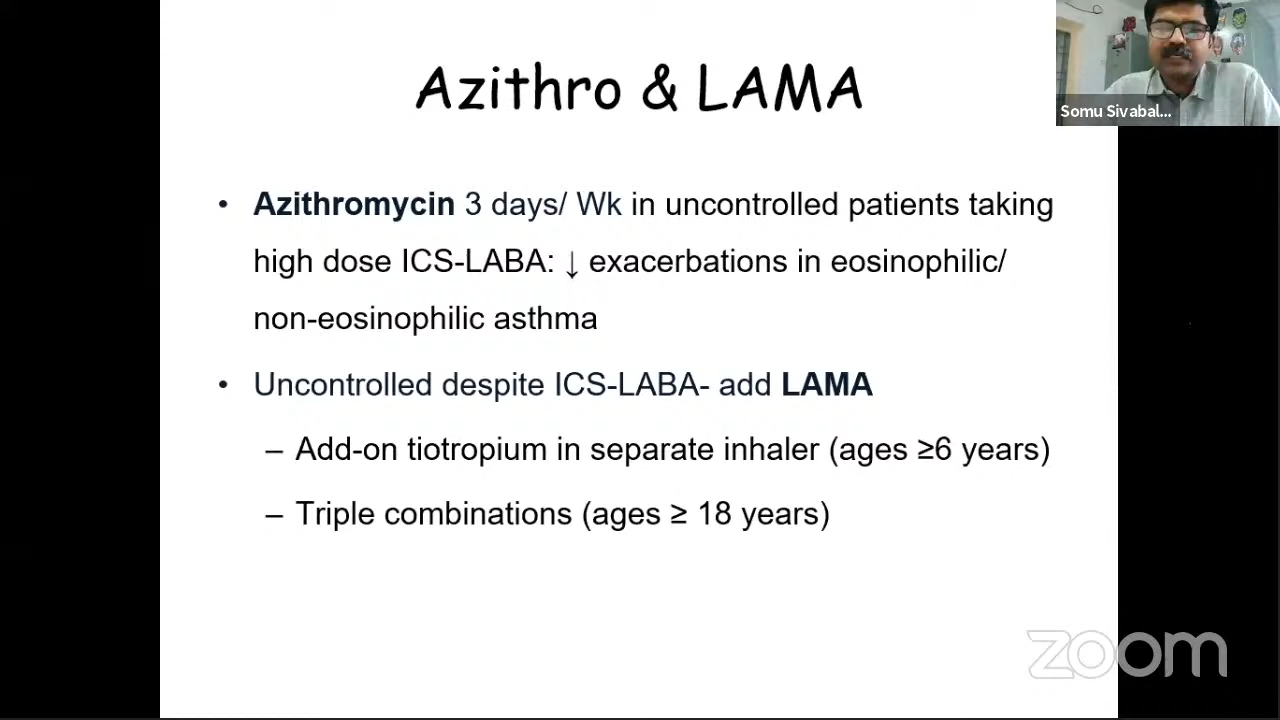 Azithro & LAMA
Somu Sivabal...
• Azithromycin 3 days/ Wk in uncontrolled patients taking
high dose ICS-LABA: ↓ exacerbations in eosinophilic/
non-eosinophilic asthma
• Uncontrolled despite ICS-LABA- add LAMA
– Add-on tiotropium in separate inhaler (ages ≥6 years)
– Triple combinations (ages ≥ 18 years)
zoom